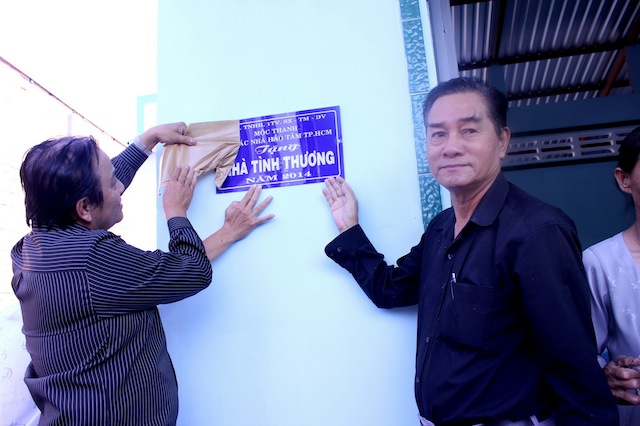 TNHH. 1TV. SX - TM - DV
MỘC THANH
ÁC NHÀ HẢO TÂM TP.HCM
Tặng
HÀ TÌNH THƯƠNG
NĂM 2014